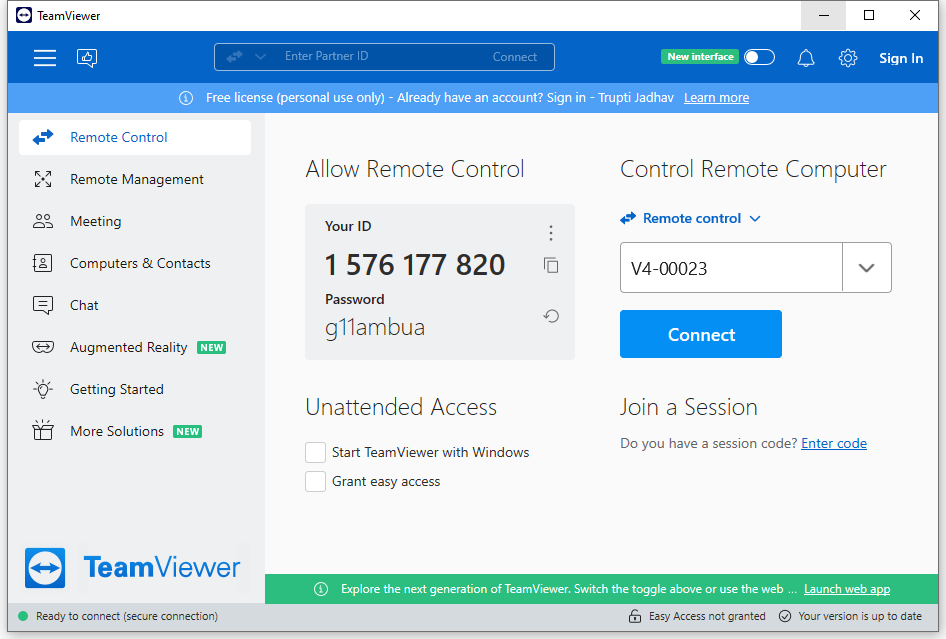 TeamViewer
Enter Partner ID
Connect
New interface
Sign In
Free license (personal use only) - Already have an account? Sign in - Trupti Jadhav Learn more
Remote Control
Remote Management
Meeting
Computers & Contacts
Chat
Augmented Reality NEW
Getting Started
More Solutions NEW
TeamViewer
Allow Remote Control
Your ID
1 576 177 820
Password
g11ambua
Unattended Access
Start TeamViewer with Windows
Grant easy access
Control Remote Computer
Remote control
V4-00023
Connect
Join a Session
Do you have a session code? Enter code
Explore the next generation of TeamViewer. Switch the toggle above or use the web ... Launch web app
Ready to connect (secure connection)
Easy Access not granted
Your version is up to date